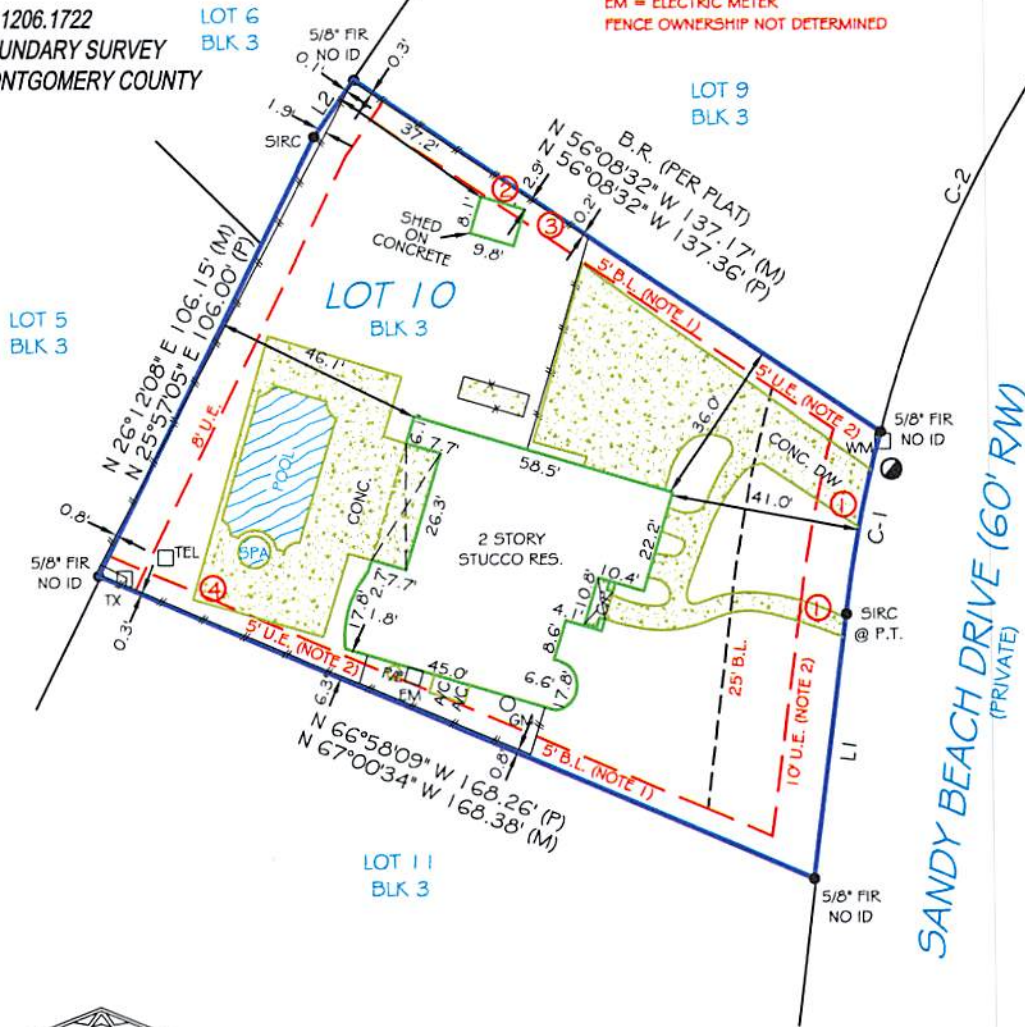 1206.1722
UNDARY SURVEY
NTGOMERY COUNTY
LOT 6
BLK 3
EM = ELECTRIC METER
FENCE OWNERSHIP NOT DETERMINED
5/8" FIR
NO ID
0.1'
0.3'
L2
1.9'
SIRC
37.2'
LOT 9
BLK 3
B.R. (PER PLAT)
N 56°08'32" W 137.17' (M)
N 56°08'32" W 137.36' (P)
2.9'
0.2'
2
3
8.1'
9.8'
SHED
ON
CONCRETE
C-2
LOT 10
BLK 3
5' B.L. (NOTE 1)
5' U.E. (NOTE 2)
LOT 5
BLK 3
N 26°12'08" E 106.15' (M)
N 25°57'05" E 106.00' (P)
8' U.E.
46.1'
36.0'
5/8" FIR
NO ID
WM
CONC. D/W
1
41.0'
C-1
POOL
SPA
CONC.
7.7'
58.5'
26.3'
2 STORY
STUCCO RES.
22.2'
0.8'
TEL
5/8" FIR
NO ID
TX
0.3'
4
2.7'
7.7'
17.8'
1.8'
10.8'
10.4'
8.6'
1
SIRC
@ P.T.
5' U.E. (NOTE 2)
45.0'
6.6'
17.8'
25' B.L.
10' U.E. (NOTE 2)
6.3'
EM
AC
AC
GM
0.8'
5' B.L. (NOTE 1)
L1
N 66°58'09" W 168.26' (P)
N 67°00'34" W 168.38' (M)
LOT 11
BLK 3
5/8" FIR
NO ID
SANDY BEACH DRIVE (60' R/W)
(PRIVATE)